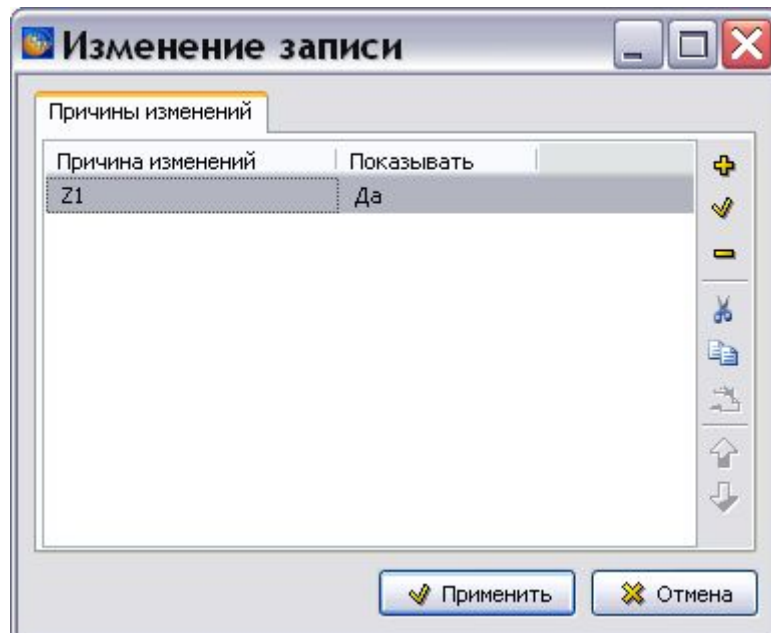 Изменение записи
Причины изменений
Причина изменений Показывать
Z1 Да
Применить Отмена